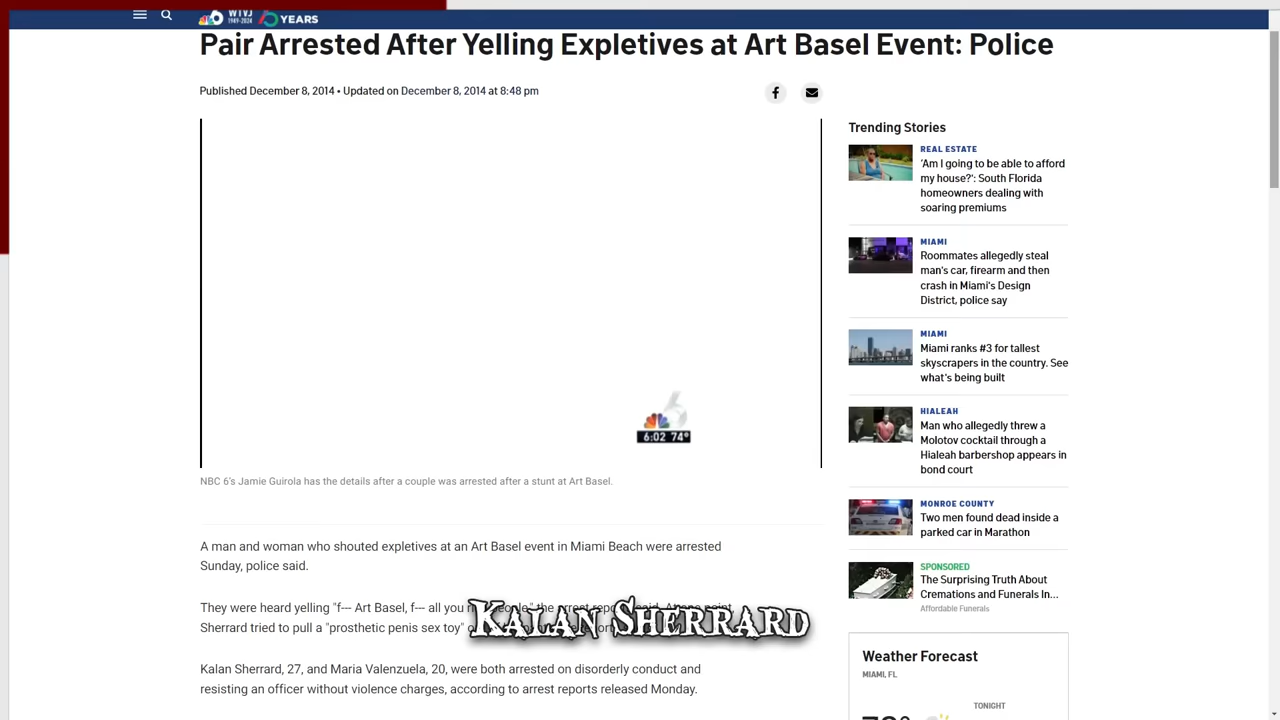 WTVJ
1949-2024
YEARS
Pair Arrested After Yelling Expletives at Art Basel Event: Police
Published December 8, 2014 • Updated on December 8, 2014 at 8:48 pm
6:02 74°
NBC 6's Jamie Guirola has the details after a couple was arrested after a stunt at Art Basel.
A man and woman who shouted expletives at an Art Basel event in Miami Beach were arrested
Sunday, police said.
They were heard yelling "f--- Art Basel, f--- all you
Sherrard tried to pull a "prosthetic penis sex toy"
Kalan Sherrard
Kalan Sherrard, 27, and Maria Valenzuela, 20, were both arrested on disorderly conduct and
resisting an officer without violence charges, according to arrest reports released Monday.
Trending Stories
REAL ESTATE
'Am I going to be able to afford
my house?': South Florida
homeowners dealing with
soaring premiums
MIAMI
Roommates allegedly steal
man's car, firearm and then
crash in Miami's Design
District, police say
MIAMI
Miami ranks #3 for tallest
skyscrapers in the country. See
what's being built
HIALEAH
Man who allegedly threw a
Molotov cocktail through a
Hialeah barbershop appears in
bond court
MONROE COUNTY
Two men found dead inside a
parked car in Marathon
SPONSORED
The Surprising Truth About
Cremations and Funerals In...
Affordable Funerals
Weather Forecast
MIAMI, FL
TONIGHT